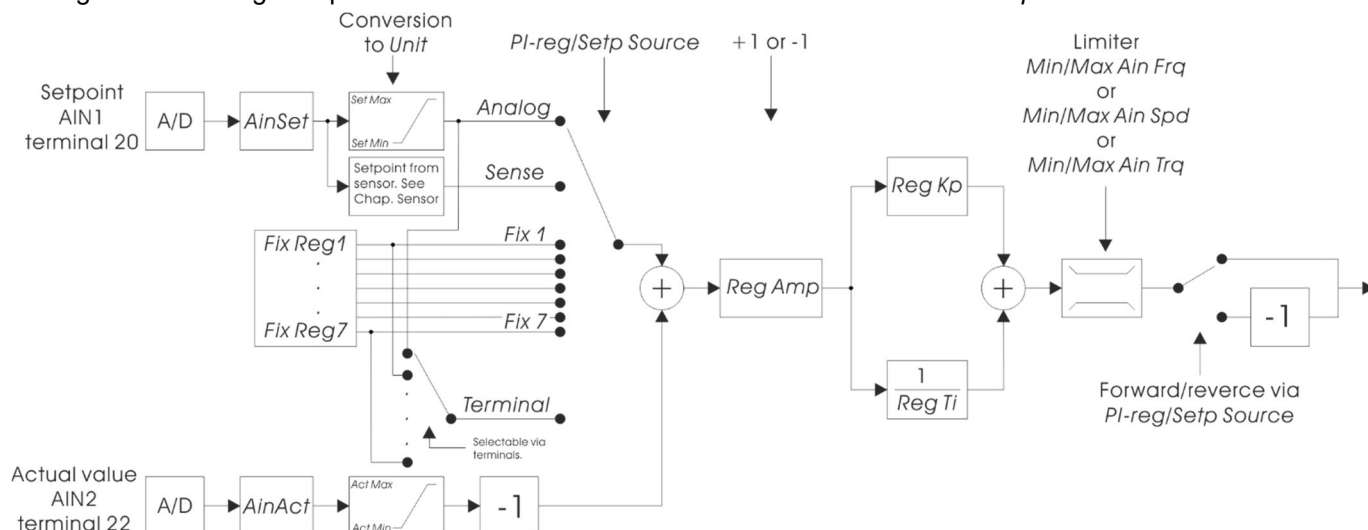 Conversion
to Unit
PI-reg/Setp Source
+1 or -1
Limiter
Min/Max Ain Frq
or
Min/Max Ain Spd
or
Min/Max Ain Trq
Setpoint
AIN1
terminal 20
A/D
AinSet
Set Max
Set Min
Analog
Setpoint from
sensor. See
Chap. Sensor
Sense
Fix Reg1
Fix 1
Fix Reg7
Fix 7
Terminal
Selectable via
terminals.
+
Reg Amp
Reg Kp
1
Reg Ti
+
-1
Forward/reverce via
PI-reg/Setp Source
Actual value
AIN2
terminal 22
A/D
AinAct
Act Max
Act Min
-1